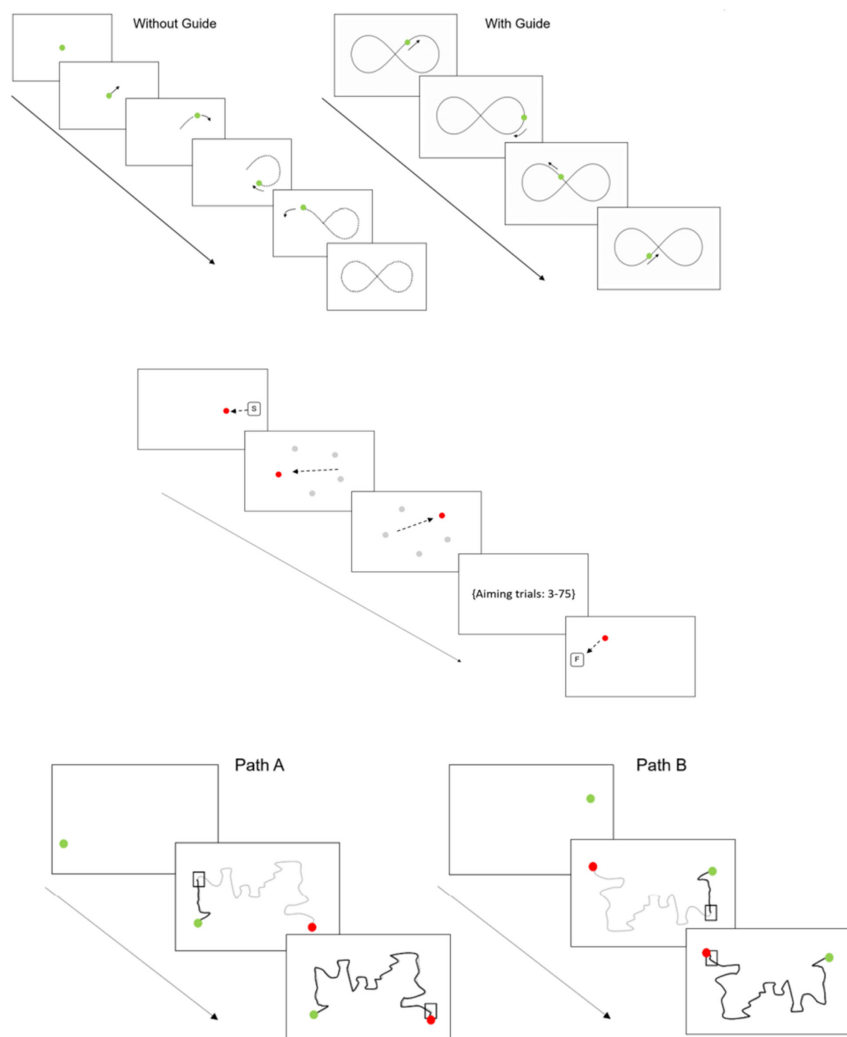 Without Guide
With Guide
S
{Aiming trials: 3-75}
F
Path A
Path B